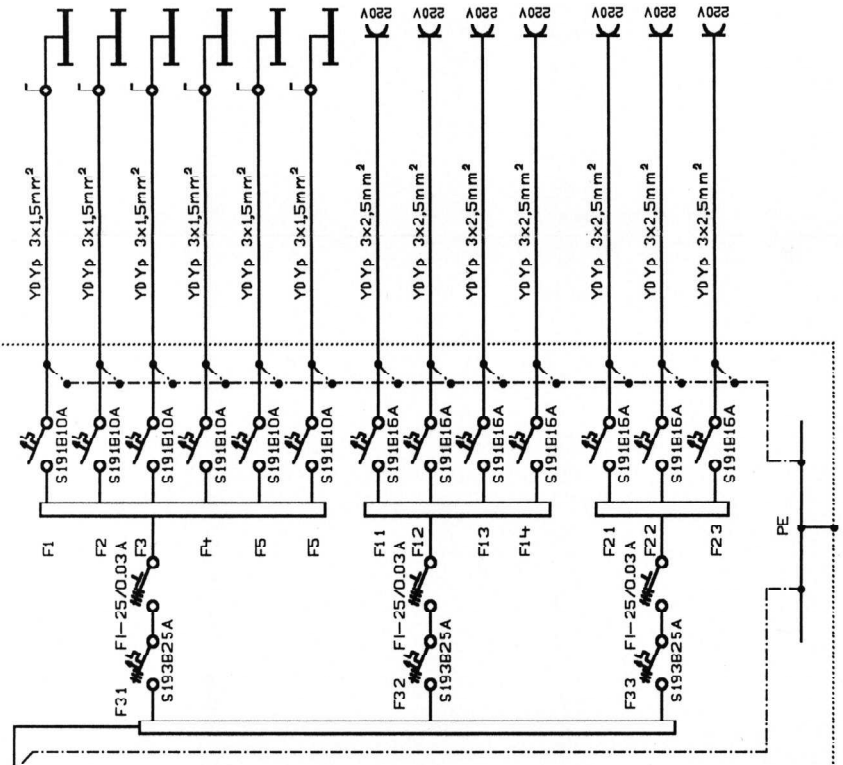 220V
220V
220V
220V
220V
220V
220V
YDYp 3x1,5mm²
YDYp 3x1,5mm²
YDYp 3x1,5mm²
YDYp 3x1,5mm²
YDYp 3x1,5mm²
YDYp 3x1,5mm²
YDYp 3x2,5mm²
YDYp 3x2,5mm²
YDYp 3x2,5mm²
YDYp 3x2,5mm²
YDYp 3x2,5mm²
YDYp 3x2,5mm²
YDYp 3x2,5mm²
S191B10A
S191B10A
S191B10A
S191B10A
S191B10A
S191B10A
S191B16A
S191B16A
S191B16A
S191B16A
S191B16A
S191B16A
S191B16A
F1
F2
F3
F4
F5
F5
F11
F12
F13
F14
F21
F22
F23
PE
FI-25/0.03A
FI-25/0.03A
FI-25/0.03A
F31
S193B25A
F32
S193B25A
F33
S193B25A